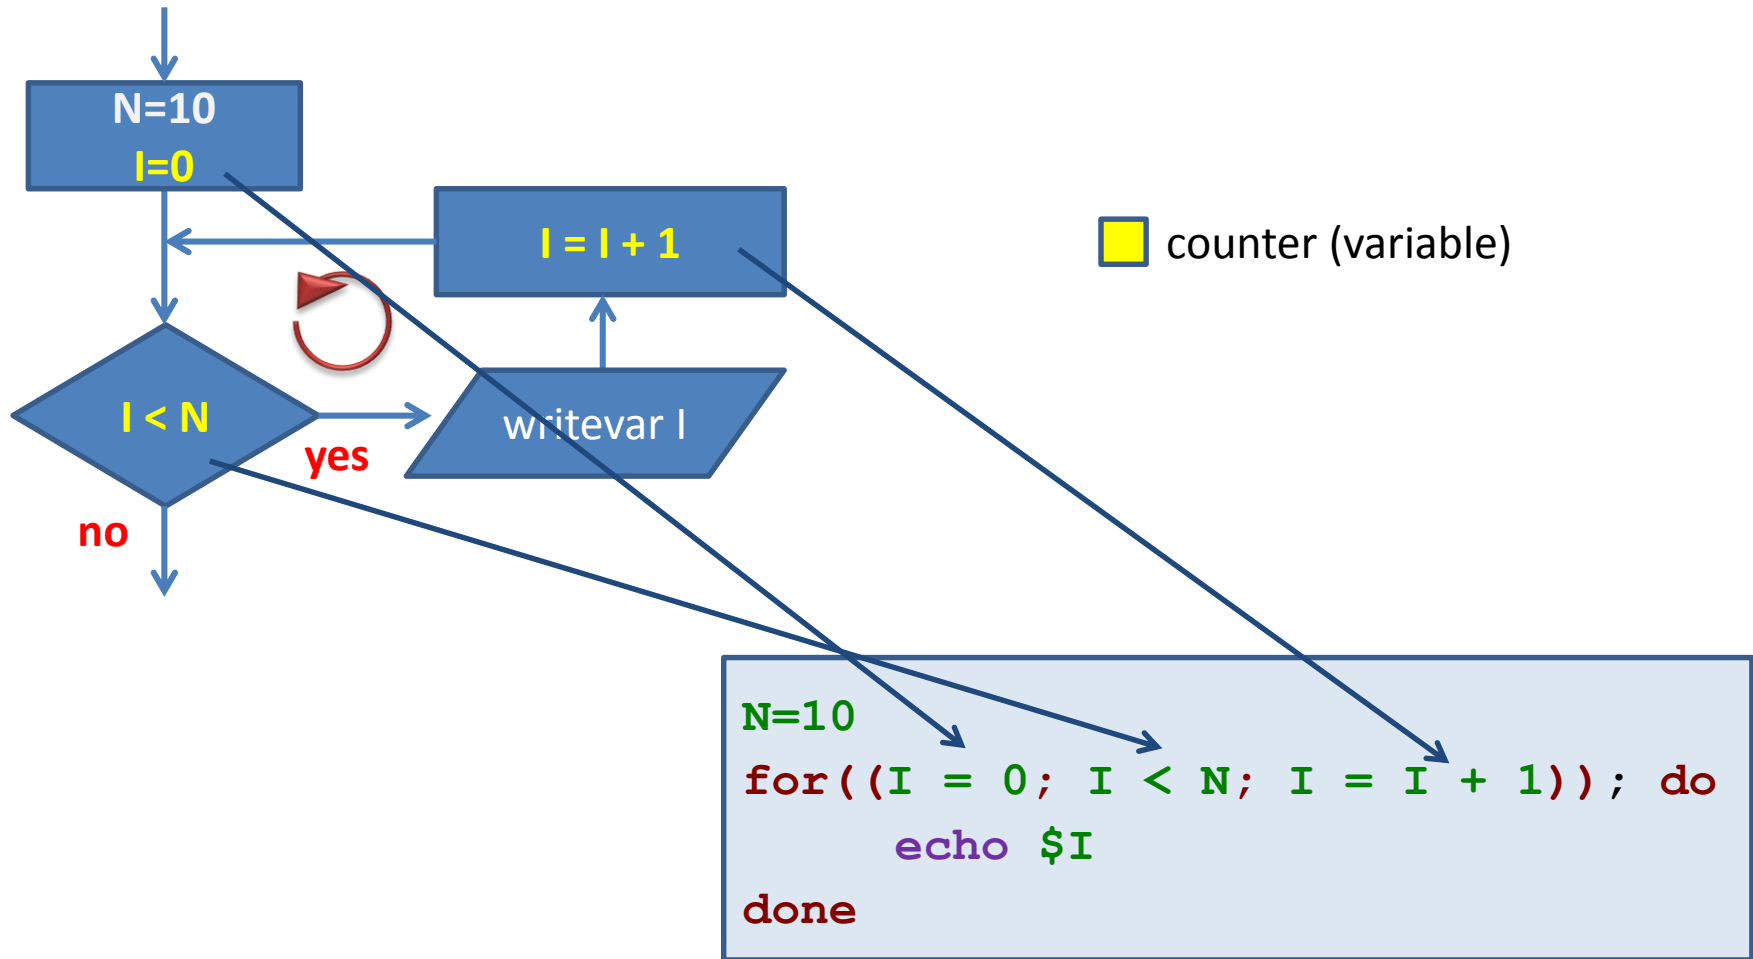 N=10
I=0
I = I + 1
counter (variable)
I < N
yes
writevar I
no
N=10
for((I = 0; I < N; I = I + 1)); do
echo $I
done